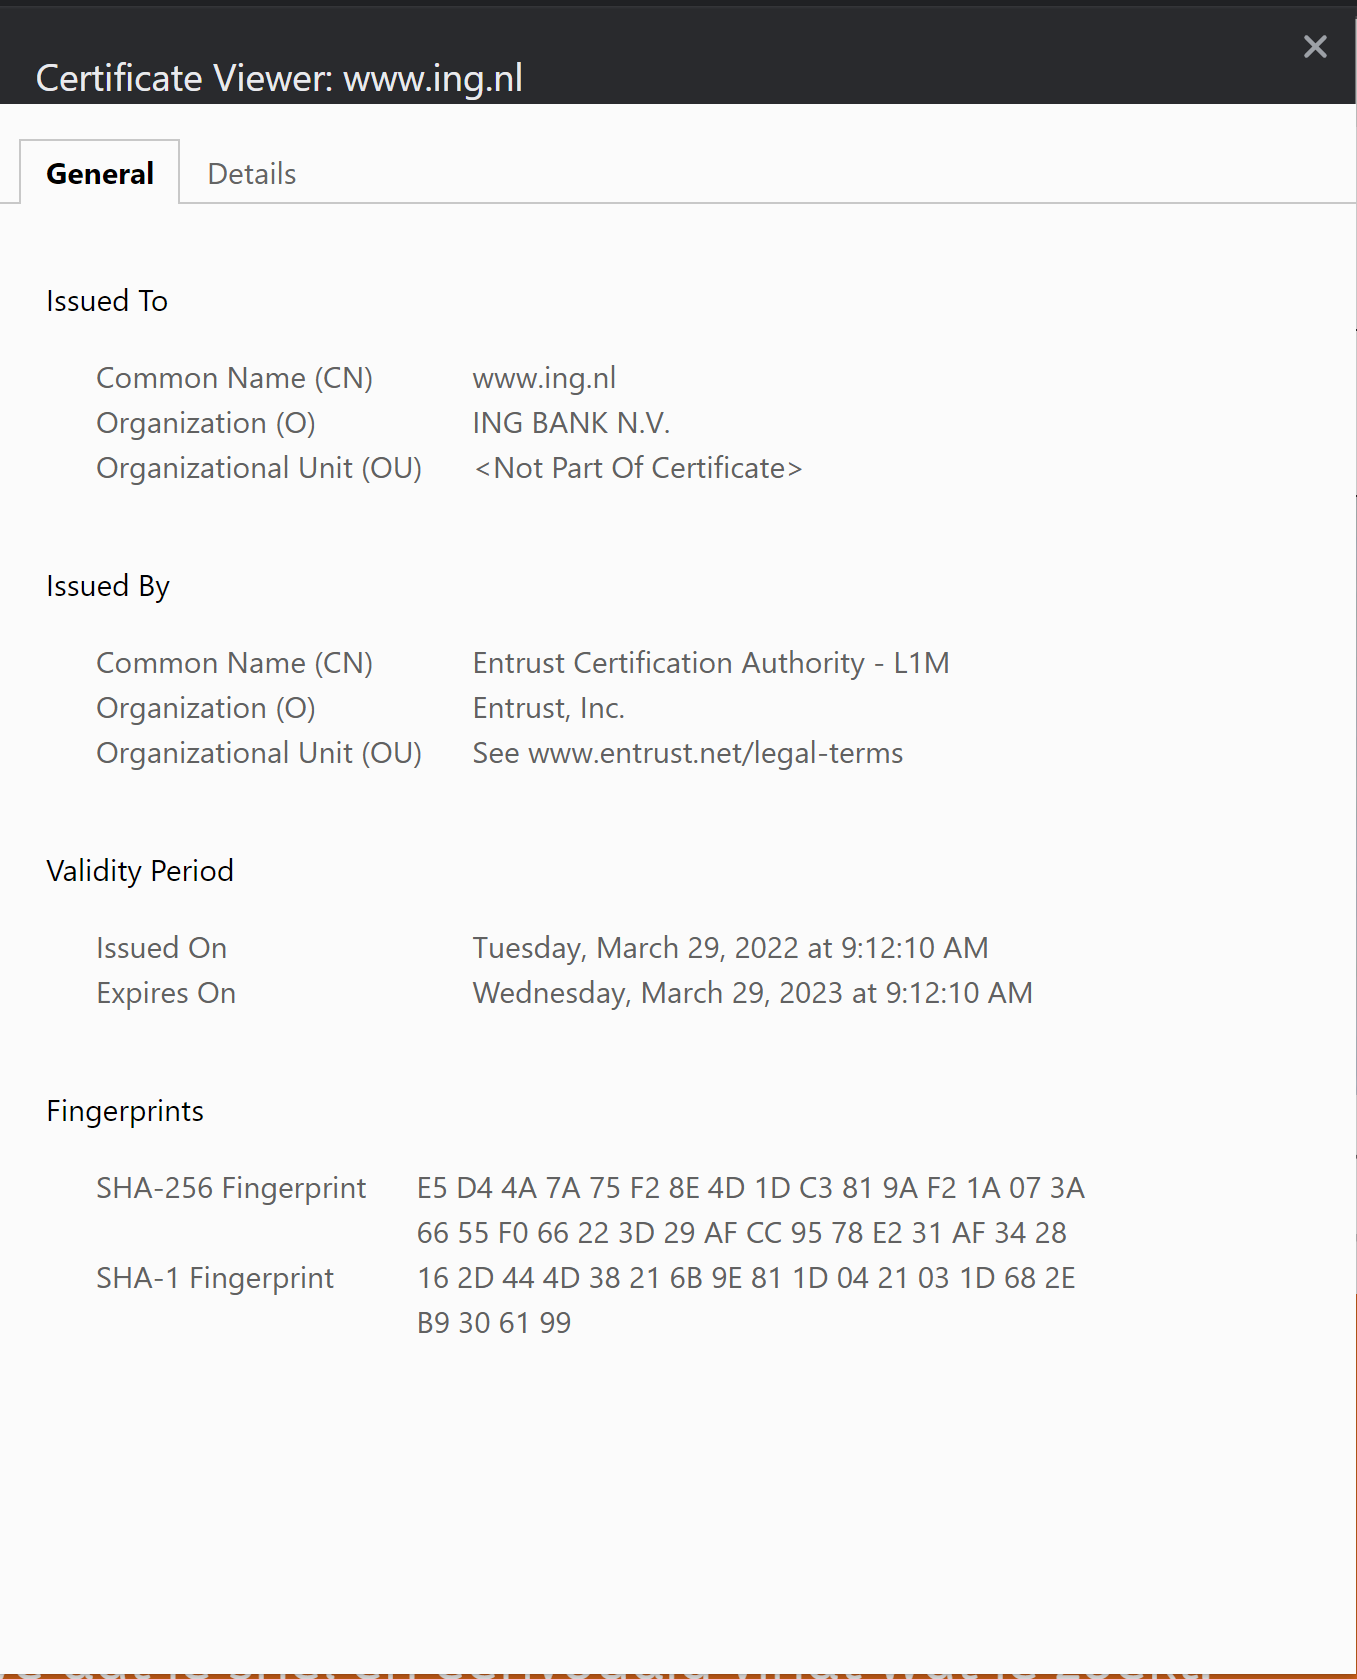 Certificate Viewer: www.ing.nl
General Details
Issued To
Common Name (CN) www.ing.nl
Organization (O) ING BANK N.V.
Organizational Unit (OU) <Not Part Of Certificate>
Issued By
Common Name (CN) Entrust Certification Authority - L1M
Organization (O) Entrust, Inc.
Organizational Unit (OU) See www.entrust.net/legal-terms
Validity Period
Issued On Tuesday, March 29, 2022 at 9:12:10 AM
Expires On Wednesday, March 29, 2023 at 9:12:10 AM
Fingerprints
SHA-256 Fingerprint E5 D4 4A 7A 75 F2 8E 4D 1D C3 81 9A F2 1A 07 3A
66 55 F0 66 22 3D 29 AF CC 95 78 E2 31 AF 34 28
SHA-1 Fingerprint 16 2D 44 4D 38 21 6B 9E 81 1D 04 21 03 1D 68 2E
B9 30 61 99